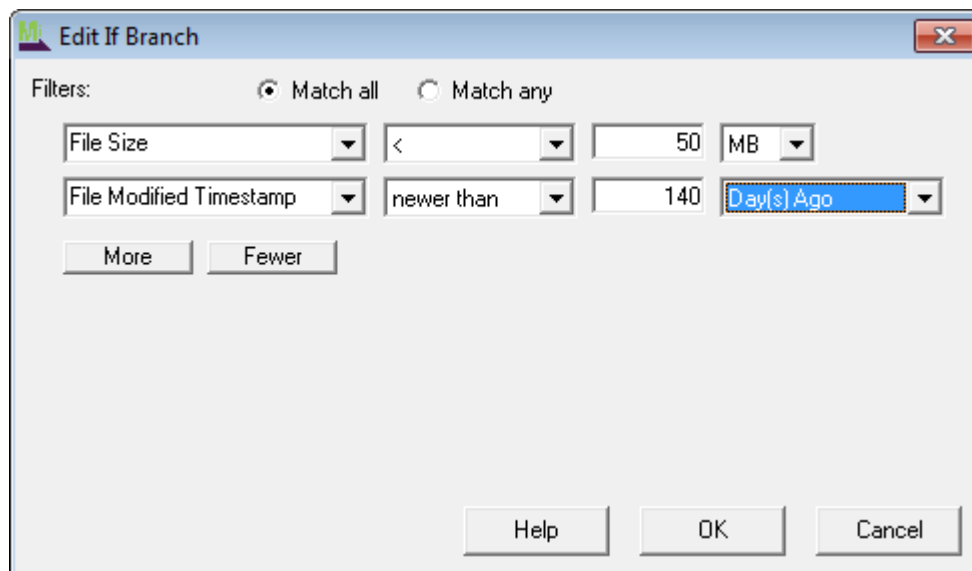 Edit If Branch
Filters: Match all Match any
File Size < 50 MB
File Modified Timestamp newer than 140 Day(s) Ago
More Fewer
Help OK Cancel